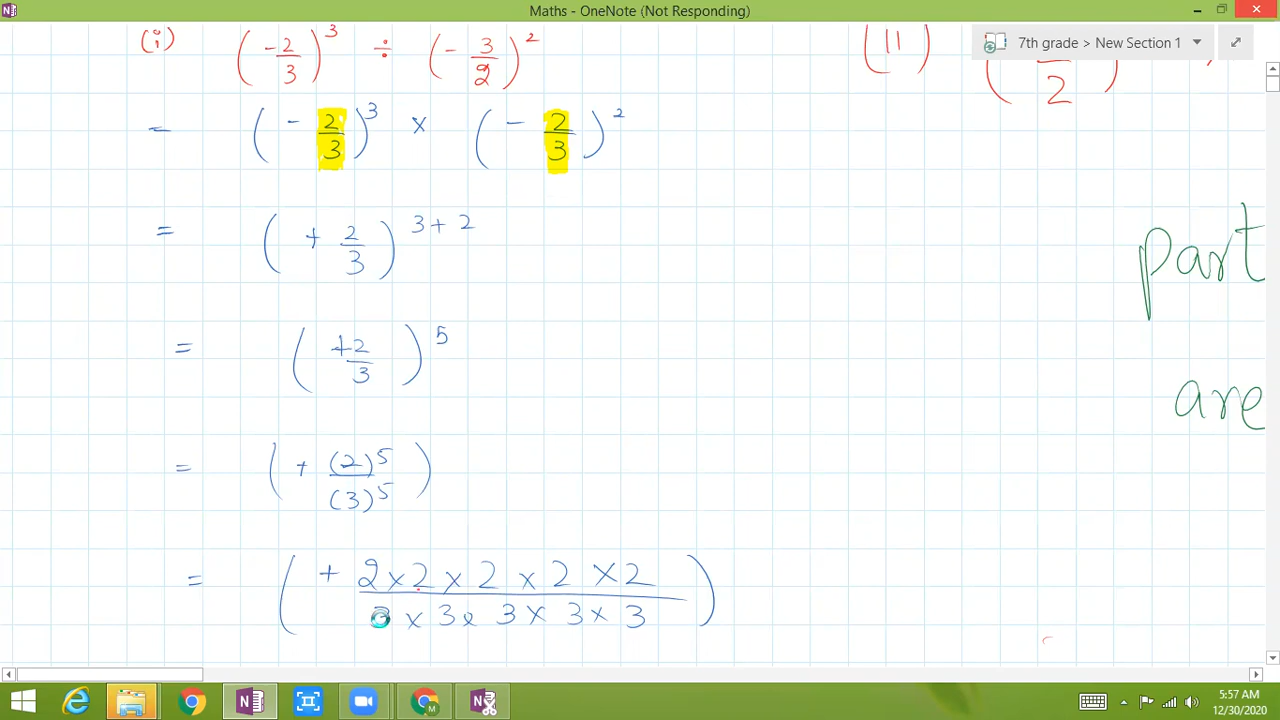 Maths - OneNote (Not Responding)
7th grade > New Section 1
(i) (-2/3)^3 ÷ (-3/2)^2
(11) ( /2)
= (-2/3)^3 x (-2/3)^2
= (+2/3)^3+2
part
= (+2/3)^5
are
= (+(2)^5/(3)^5)
= (+ 2 x 2 x 2 x 2 x 2 / 3 x 3 x 3 x 3 x 3)
5:57 AM
12/30/2020